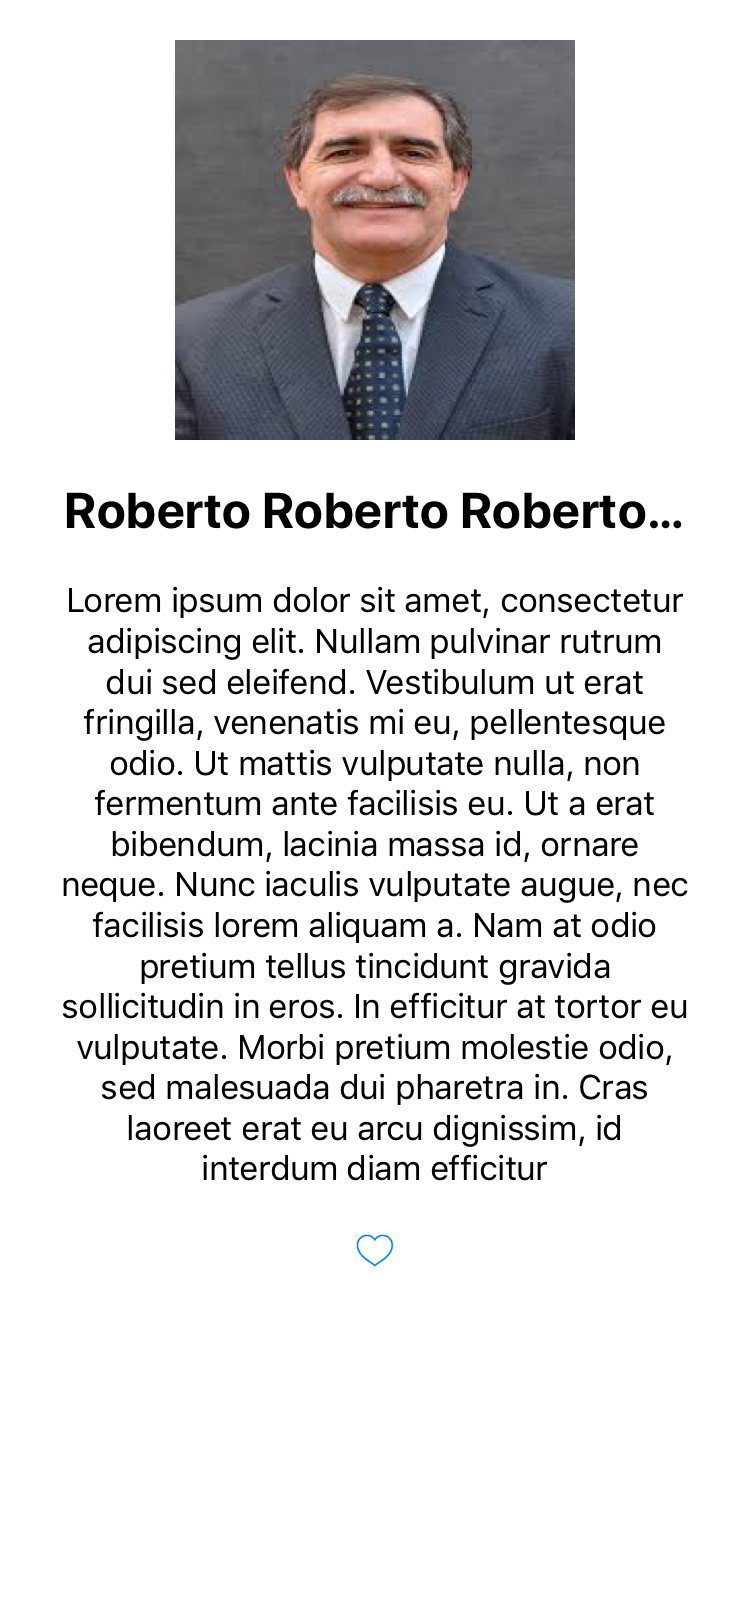 Roberto Roberto Roberto...
Lorem ipsum dolor sit amet, consectetur
adipiscing elit. Nullam pulvinar rutrum
dui sed eleifend. Vestibulum ut erat
fringilla, venenatis mi eu, pellentesque
odio. Ut mattis vulputate nulla, non
fermentum ante facilisis eu. Ut a erat
bibendum, lacinia massa id, ornare
neque. Nunc iaculis vulputate augue, nec
facilisis lorem aliquam a. Nam at odio
pretium tellus tincidunt gravida
sollicitudin in eros. In efficitur at tortor eu
vulputate. Morbi pretium molestie odio,
sed malesuada dui pharetra in. Cras
laoreet erat eu arcu dignissim, id
interdum diam efficitur